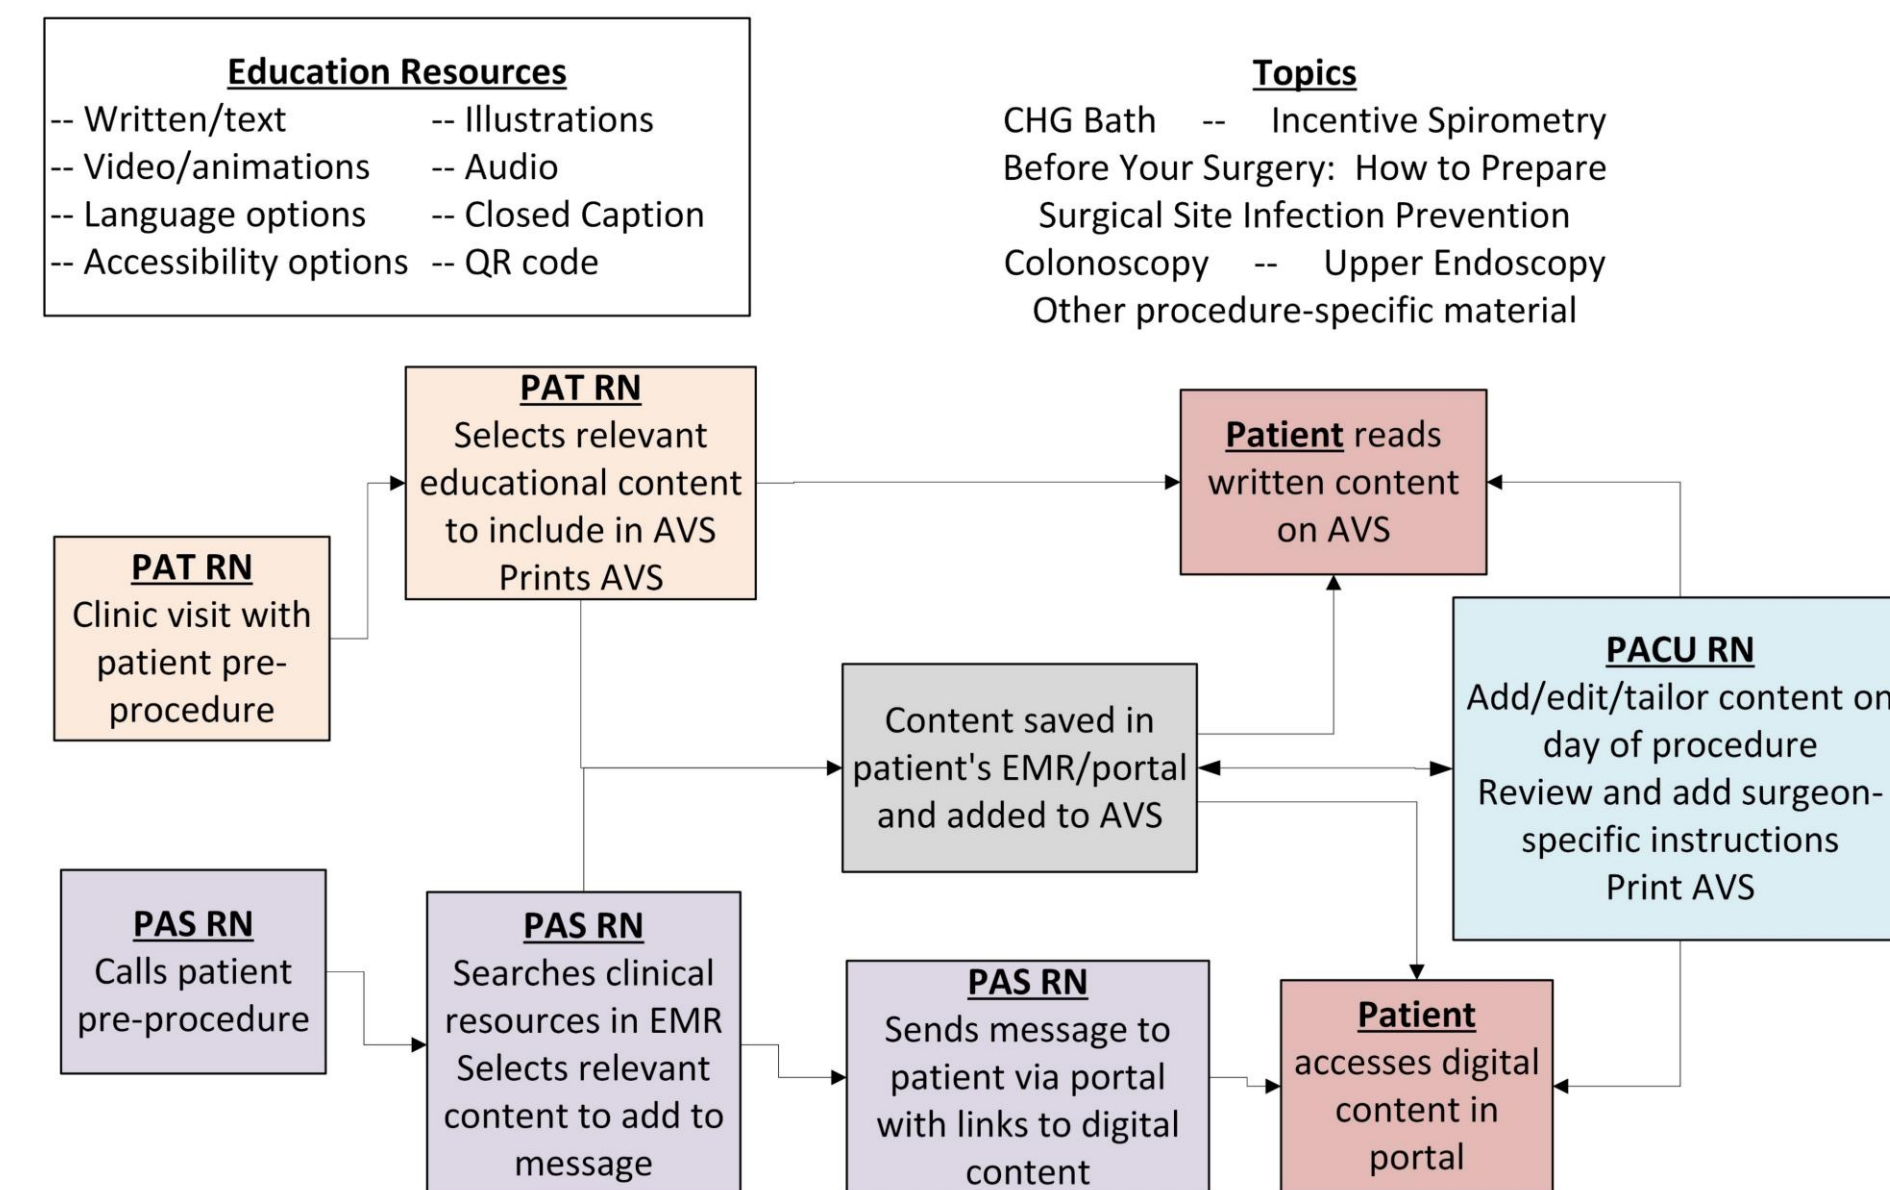 Education Resources
-- Written/text -- Illustrations
-- Video/animations -- Audio
-- Language options -- Closed Caption
-- Accessibility options -- QR code
Topics
CHG Bath -- Incentive Spirometry
Before Your Surgery: How to Prepare
Surgical Site Infection Prevention
Colonoscopy -- Upper Endoscopy
Other procedure-specific material
PAT RN
Clinic visit with
patient pre-
procedure
PAT RN
Selects relevant
educational content
to include in AVS
Prints AVS
Patient reads
written content
on AVS
Content saved in
patient's EMR/portal
and added to AVS
PACU RN
Add/edit/tailor content on
day of procedure
Review and add surgeon-
specific instructions
Print AVS
PAS RN
Calls patient
pre-procedure
PAS RN
Searches clinical
resources in EMR
Selects relevant
content to add to
message
PAS RN
Sends message to
patient via portal
with links to digital
content
Patient
accesses digital
content in
portal